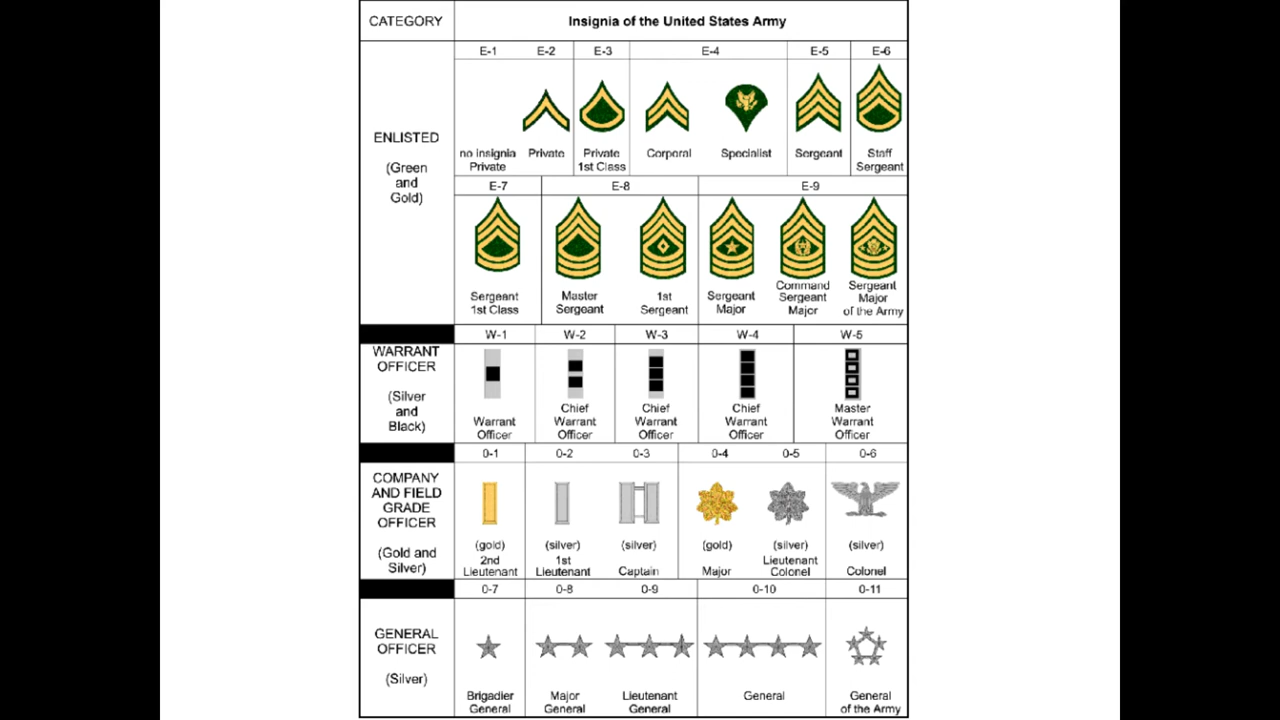 CATEGORY
Insignia of the United States Army
E-1 E-2 E-3 E-4 E-5 E-6
ENLISTED
(Green
and
Gold)
no insignia
Private
Private
Private
1st Class
Corporal
Specialist
Sergeant
Staff
Sergeant
E-7 E-8 E-9
Sergeant
1st Class
Master
Sergeant
1st
Sergeant
Sergeant
Major
Command
Sergeant
Major
Sergeant
Major
of the Army
W-1 W-2 W-3 W-4 W-5
WARRANT
OFFICER
(Silver
and
Black)
Warrant
Officer
Chief
Warrant
Officer
Chief
Warrant
Officer
Chief
Warrant
Officer
Master
Warrant
Officer
0-1 0-2 0-3 0-4 0-5 0-6
COMPANY
AND FIELD
GRADE
OFFICER
(Gold and
Silver)
(gold)
2nd
Lieutenant
(silver)
1st
Lieutenant
(silver)
Captain
(gold)
Major
(silver)
Lieutenant
Colonel
(silver)
Colonel
0-7 0-8 0-9 0-10 0-11
GENERAL
OFFICER
(Silver)
Brigadier
General
Major
General
Lieutenant
General
General
General
of the Army